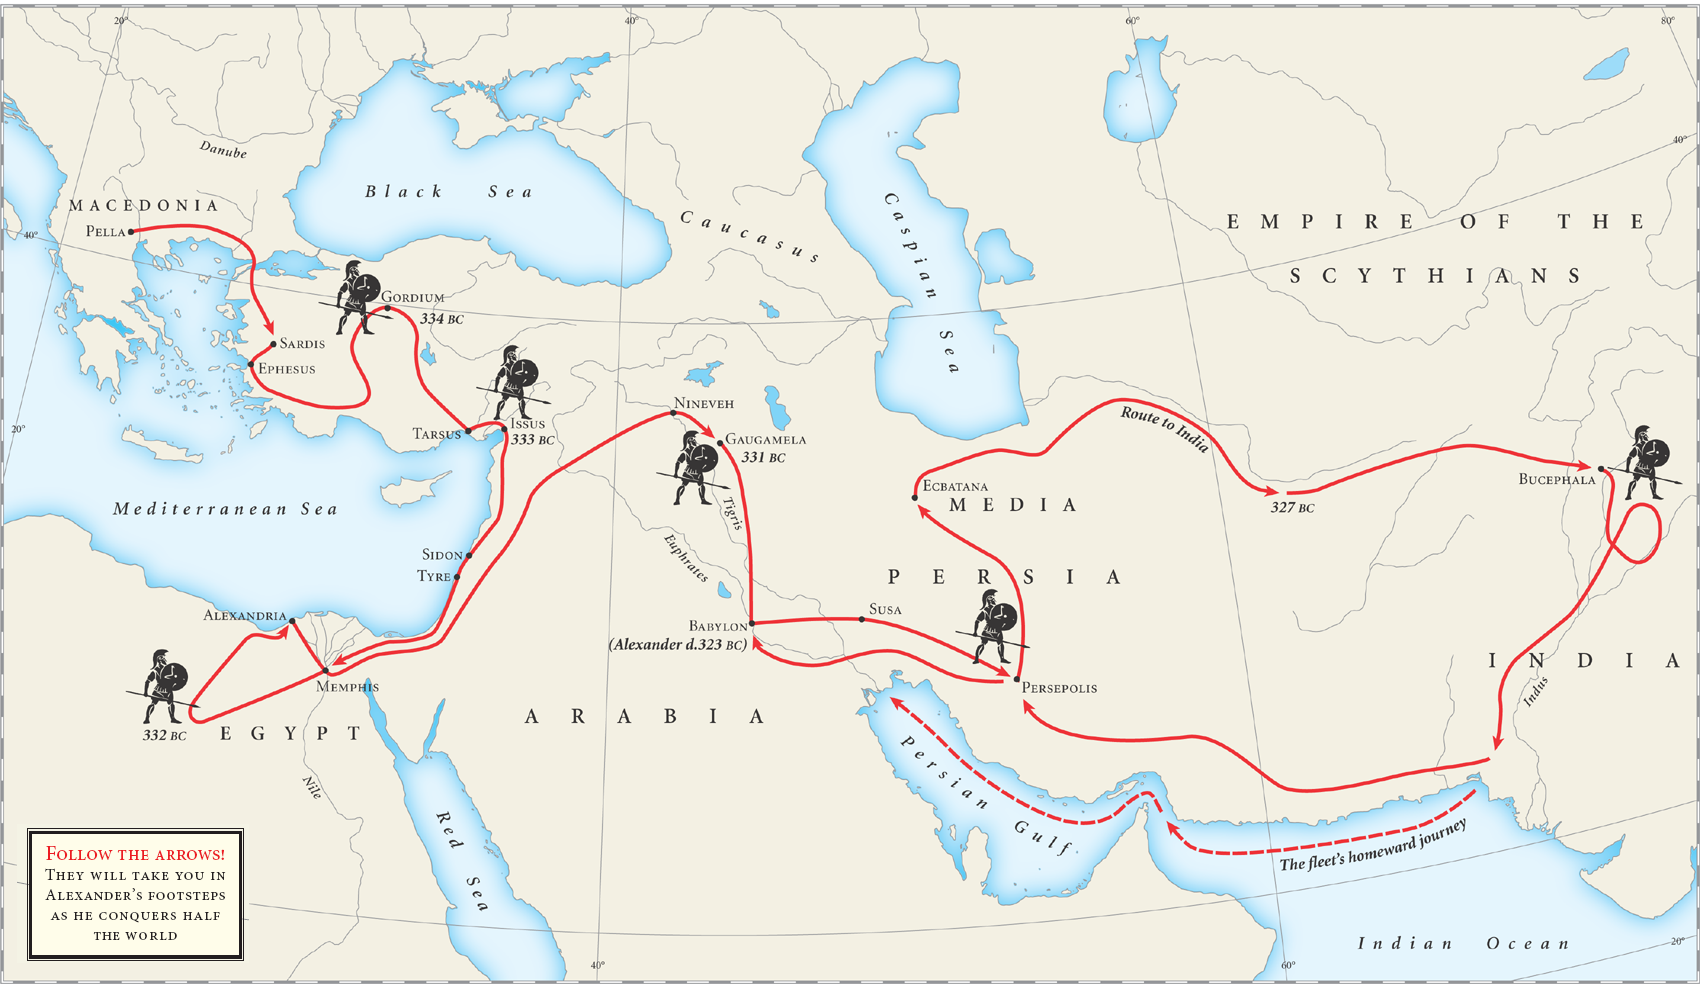 20°
40°
60°
80°
Danube
Black Sea
Caucasus
Caspian
Sea
40°
MACEDONIA
PELLA
40°
EMPIRE OF THE
SCYTHIANS
GORDIUM
334 BC
SARDIS
EPHESUS
20°
TARSUS
ISSUS
333 BC
NINEVEH
GAUGAMELA
331 BC
Route to India
ECBATANA
MEDIA
327 BC
BUCEPHALA
Mediterranean Sea
Tigris
Euphrates
SIDON
TYRE
PERSIA
ALEXANDRIA
SUSA
BABYLON
(Alexander d.323 BC)
MEMPHIS
PERSEPOLIS
INDIA
Indus
332 BC
EGYPT
ARABIA
Nile
Red Sea
Persian
Gulf
The fleet's homeward journey
Indian Ocean
20°
40°
60°
FOLLOW THE ARROWS!
THEY WILL TAKE YOU IN
ALEXANDER'S FOOTSTEPS
AS HE CONQUERS HALF
THE WORLD